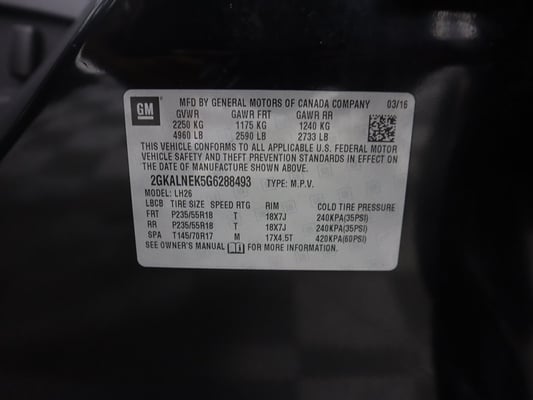 GM MFD BY GENERAL MOTORS OF CANADA COMPANY 03/16
GVWR GAWR FRT GAWR RR
2250 KG 1175 KG 1240 KG
4960 LB 2590 LB 2733 LB
THIS VEHICLE CONFORMS TO ALL APPLICABLE U.S. FEDERAL MOTOR
VEHICLE SAFETY AND THEFT PREVENTION STANDARDS IN EFFECT ON
THE DATE OF MANUFACTURE SHOWN ABOVE.
2GKALNEK5G6288493 TYPE: M.P.V.
MODEL: LH26
LBCB TIRE SIZE SPEED RTG RIM COLD TIRE PRESSURE
FRT P235/55R18 T 18X7J 240KPA(35PSI)
RR P235/55R18 T 18X7J 240KPA(35PSI)
SPA T145/70R17 M 17X4.5T 420KPA(60PSI)
SEE OWNER'S MANUAL FOR MORE INFORMATION.